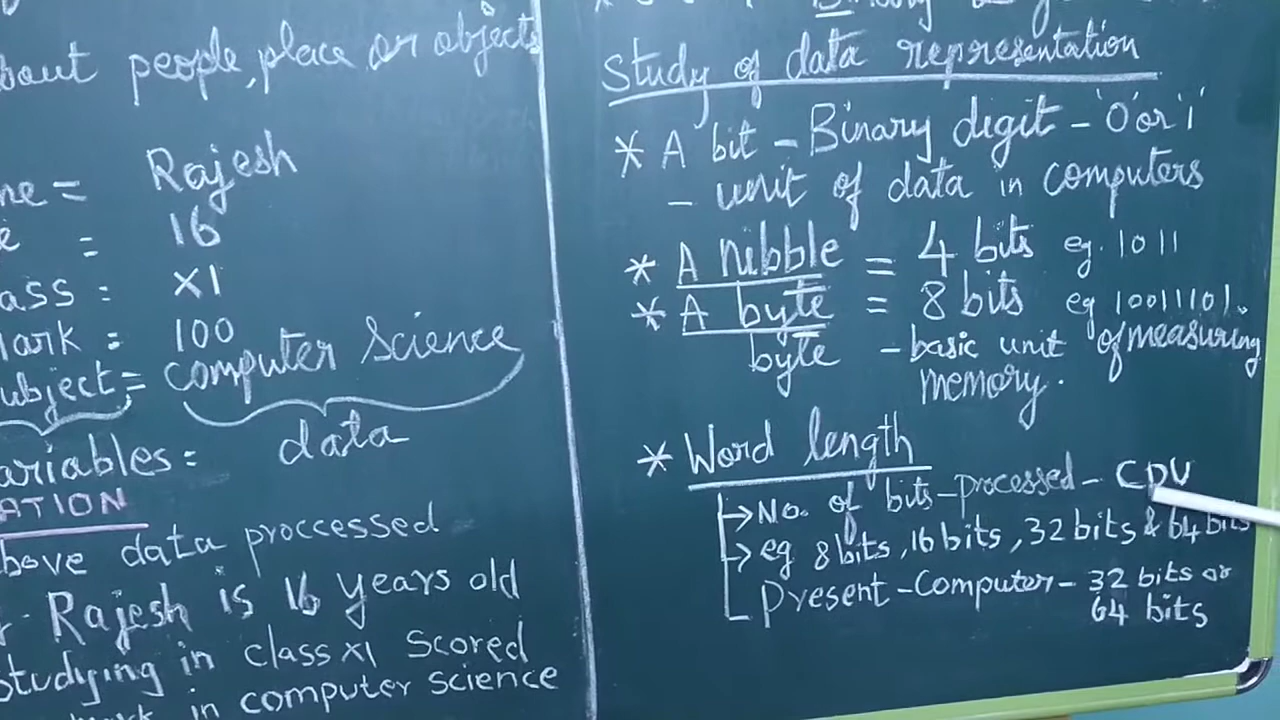 bout people, place or objects
me = Rajesh
e = 16
ass : XI
ark : 100
ubject = computer Science
data
ariables :
ATION
bove data proccessed
Rajesh is 16 years old
tudying in class XI Scored
in computer science
Study of data representation
* A bit - Binary digit - '0' or '1'
- unit of data in computers
* A nibble = 4 bits eg. 1011
* A byte = 8 bits eg 10011101.
byte - basic unit of measuring
memory.
* Word length
→ No. of bits - processed - CPU
→ eg 8 bits, 16 bits, 32 bits & 64 bits
Present - Computer - 32 bits or
64 bits